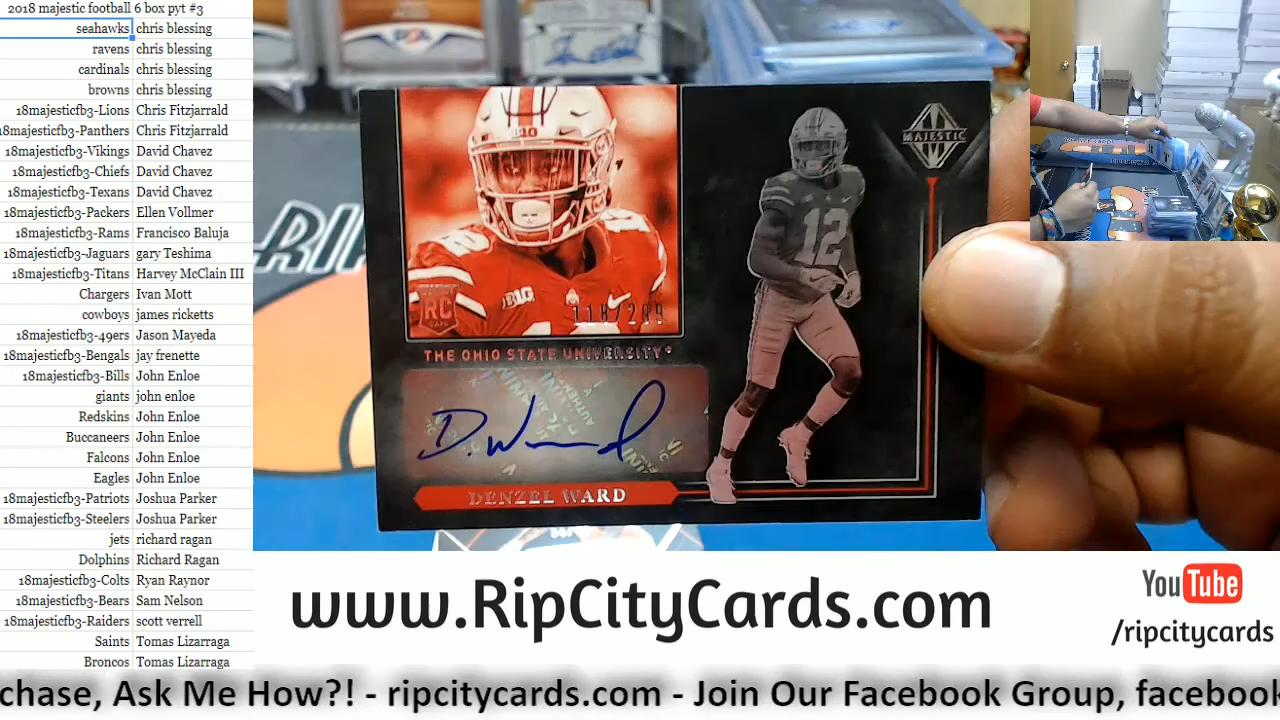 2018 majestic football 6 box pyt #3
seahawks chris blessing
ravens chris blessing
cardinals chris blessing
browns chris blessing
18majesticfb3-Lions Chris Fitzjarrald
18majesticfb3-Panthers Chris Fitzjarrald
18majesticfb3-Vikings David Chavez
18majesticfb3-Chiefs David Chavez
18majesticfb3-Texans David Chavez
18majesticfb3-Packers Ellen Vollmer
18majesticfb3-Rams Francisco Baluja
18majesticfb3-Jaguars gary Teshima
18majesticfb3-Titans Harvey McClain III
Chargers Ivan Mott
cowboys james ricketts
18majesticfb3-49ers Jason Mayeda
18majesticfb3-Bengals jay frenette
18majesticfb3-Bills John Enloe
giants john enloe
Redskins John Enloe
Buccaneers John Enloe
Falcons John Enloe
Eagles John Enloe
18majesticfb3-Patriots Joshua Parker
18majesticfb3-Steelers Joshua Parker
jets richard ragan
Dolphins Richard Ragan
18majesticfb3-Colts Ryan Raynor
18majesticfb3-Bears Sam Nelson
18majesticfb3-Raiders scott verrell
Saints Tomas Lizarraga
Broncos Tomas Lizarraga
MAJESTIC
12
B1G
RC
118/299
THE OHIO STATE UNIVERSITY®
D. Ward
DENZEL WARD
www.RipCityCards.com
YouTube
/ripcitycards
chase, Ask Me How?! - ripcitycards.com - Join Our Facebook Group, facebook